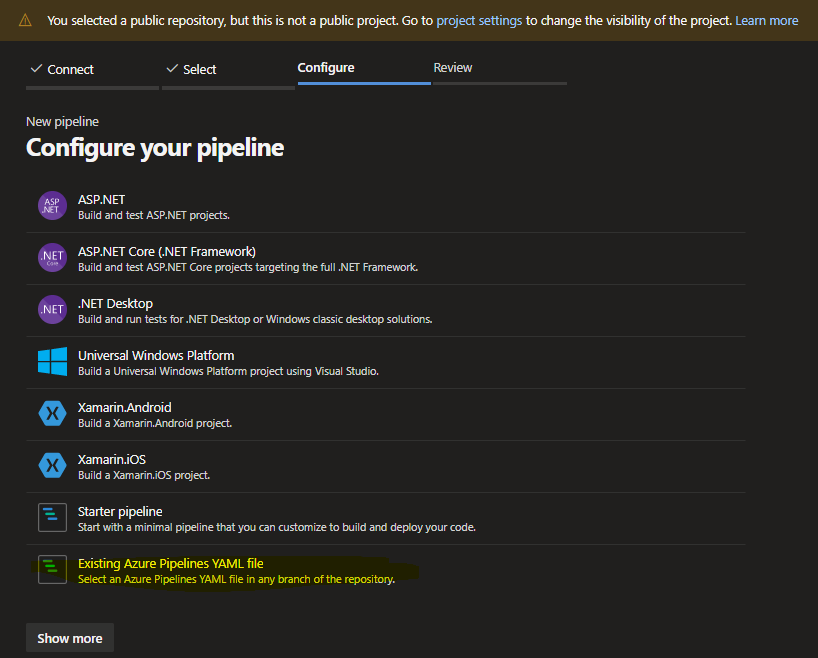 You selected a public repository, but this is not a public project. Go to project settings to change the visibility of the project. Learn more
Connect
Select
Configure
Review
New pipeline
Configure your pipeline
ASP .NET
ASP.NET
Build and test ASP.NET projects.
.NET Core
ASP.NET Core (.NET Framework)
Build and test ASP.NET Core projects targeting the full .NET Framework.
.NET
.NET Desktop
Build and run tests for .NET Desktop or Windows classic desktop solutions.
Universal Windows Platform
Build a Universal Windows Platform project using Visual Studio.
Xamarin.Android
Build a Xamarin.Android project.
Xamarin.iOS
Build a Xamarin.iOS project.
Starter pipeline
Start with a minimal pipeline that you can customize to build and deploy your code.
Existing Azure Pipelines YAML file
Select an Azure Pipelines YAML file in any branch of the repository.
Show more